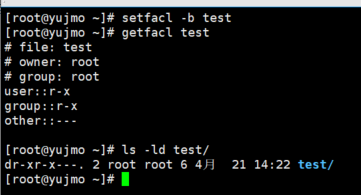 [root@yujmo ~]# setfacl -b test
[root@yujmo ~]# getfacl test
# file: test
# owner: root
# group: root
user::r-x
group::r-x
other::---
[root@yujmo ~]# ls -ld test/
dr-xr-x---. 2 root root 6 4月  21 14:22 test/
[root@yujmo ~]#